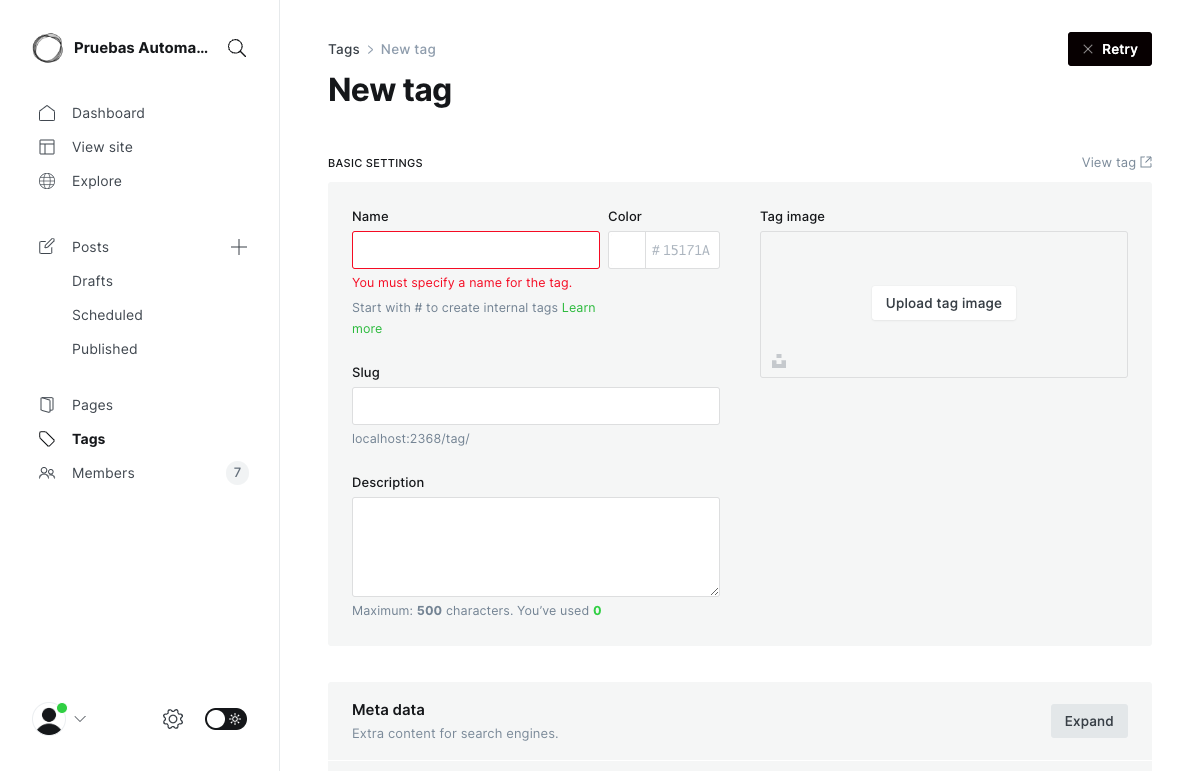 Pruebas Automa...
Dashboard
View site
Explore
Posts
Drafts
Scheduled
Published
Pages
Tags
Members
7
Tags > New tag
Retry
New tag
BASIC SETTINGS
View tag
Name
You must specify a name for the tag.
Start with # to create internal tags Learn
more
Color
# 15171A
Slug
localhost:2368/tag/
Description
Maximum: 500 characters. You’ve used 0
Tag image
Upload tag image
Meta data
Extra content for search engines.
Expand